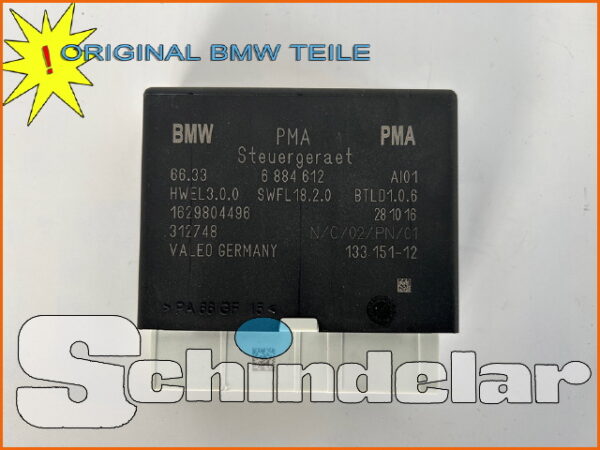 ! ORIGINAL BMW TEILE
BMW PMA PMA
Steuergeraet
66.33 6 884 612 AI01
HWEL3.0.0 SWFL18.2.0 BTLD1.0.6
1629804496 28 10 16
312748 N/C/02/PN/C1
VALEO GERMANY 133 151-12
>PA 66 GF 15<
Schindelar